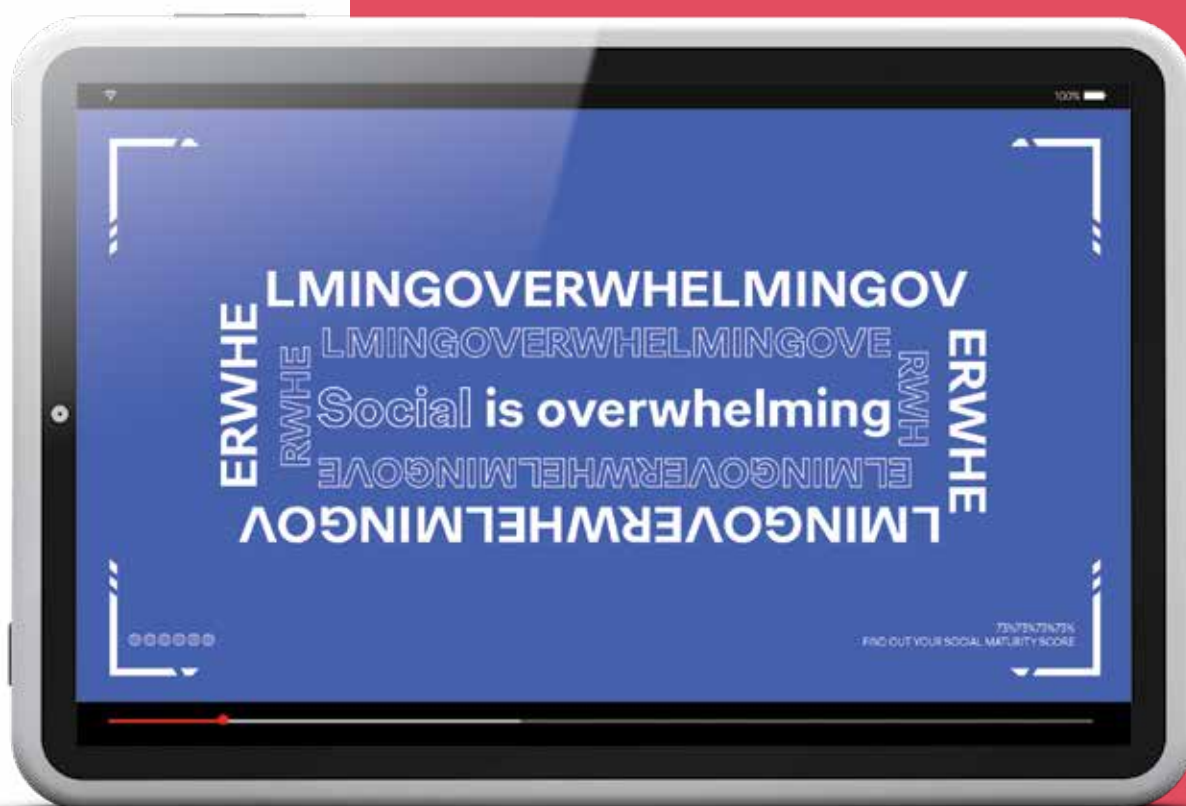 100%
LMINGOVERWHELMINGOV
ERWHE
LMINGOVERWHELMINGOVE
RWHE
Social is overwhelming
RWH
ERWHE
ELMINGOVERWHELMINGOVE
LMINGOVERWHELMINGOV
73%73%73%73%
FIND OUT YOUR SOCIAL MATURITY SCORE